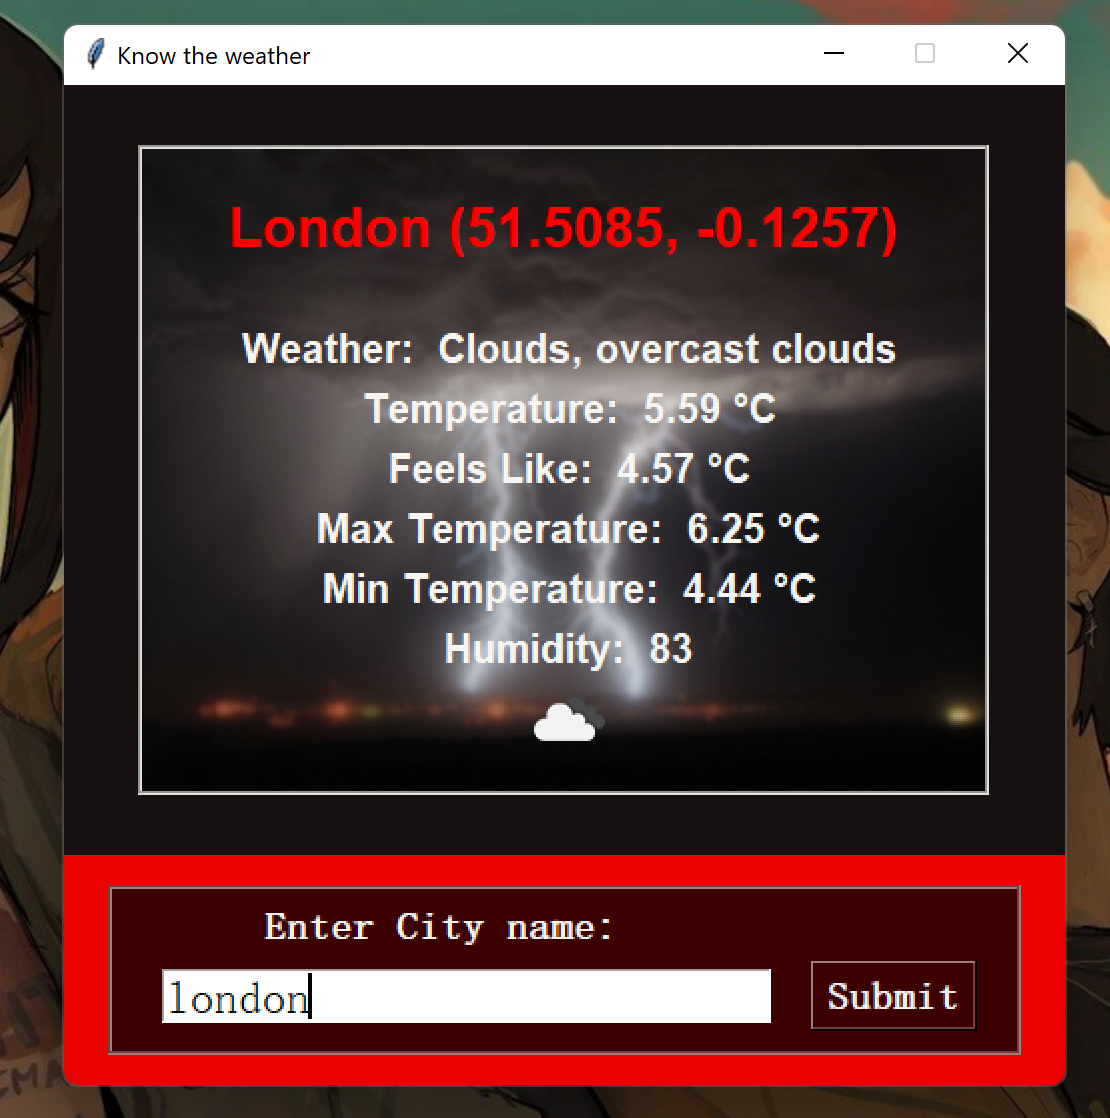 Know the weather
London (51.5085, -0.1257)
Weather: Clouds, overcast clouds
Temperature: 5.59 °C
Feels Like: 4.57 °C
Max Temperature: 6.25 °C
Min Temperature: 4.44 °C
Humidity: 83
Enter City name:
london
Submit